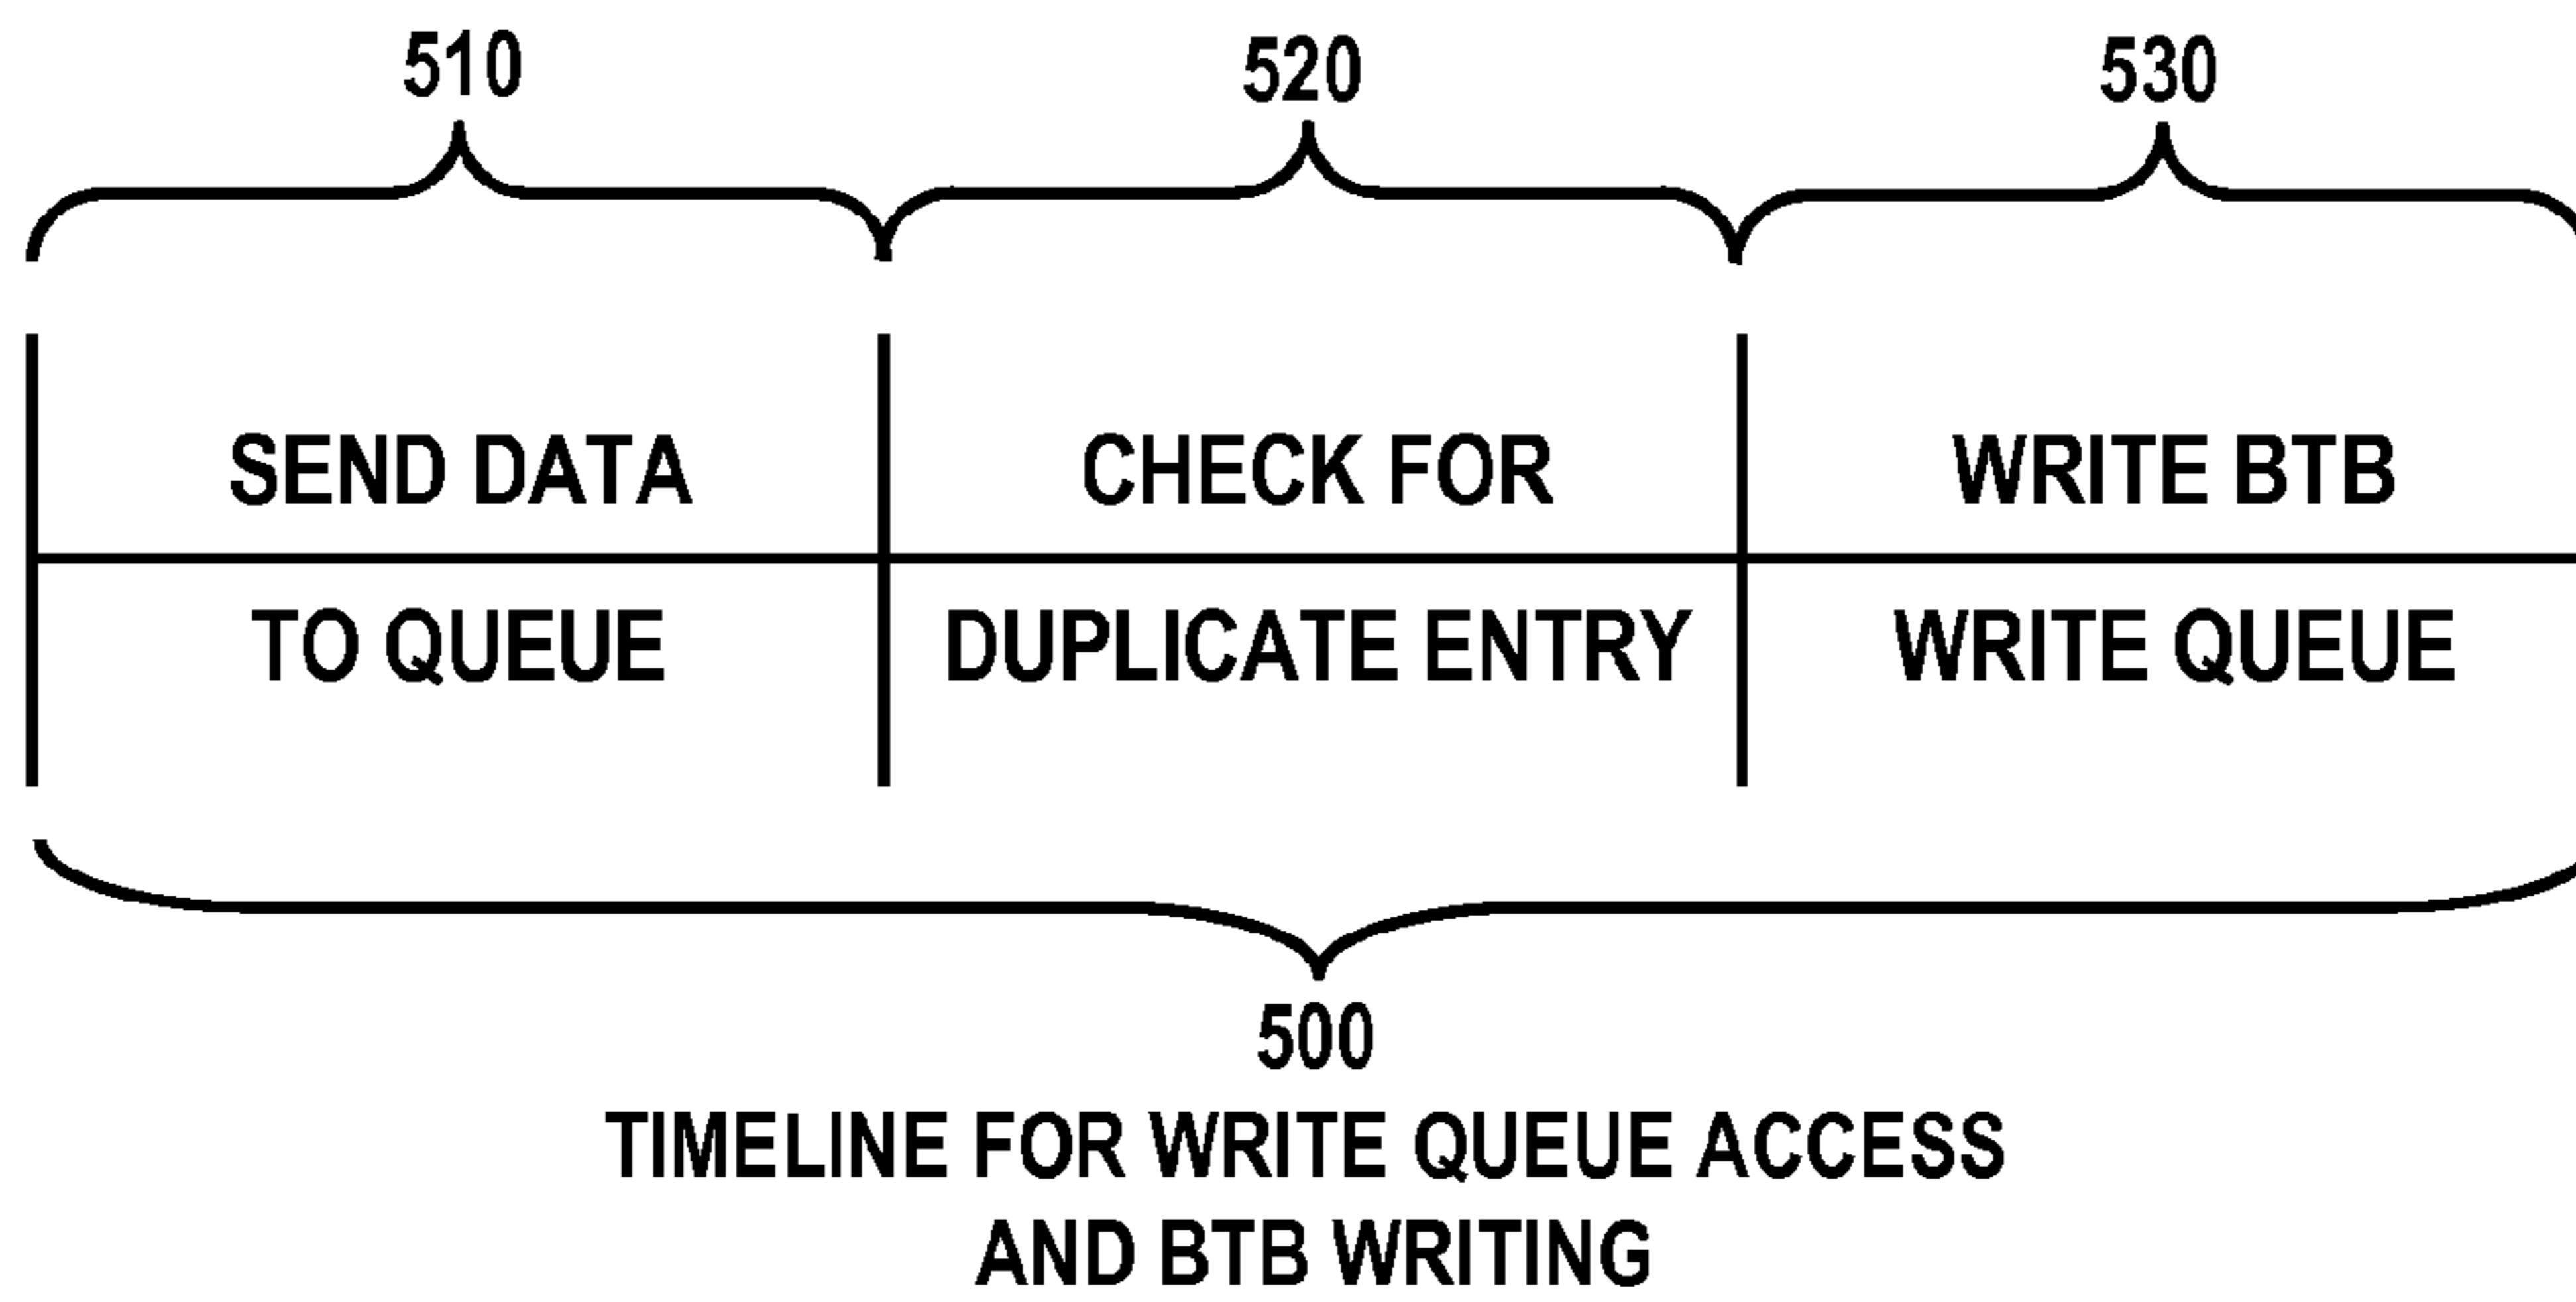 510 520 530
SEND DATA CHECK FOR WRITE BTB
TO QUEUE DUPLICATE ENTRY WRITE QUEUE
500
TIMELINE FOR WRITE QUEUE ACCESS
AND BTB WRITING